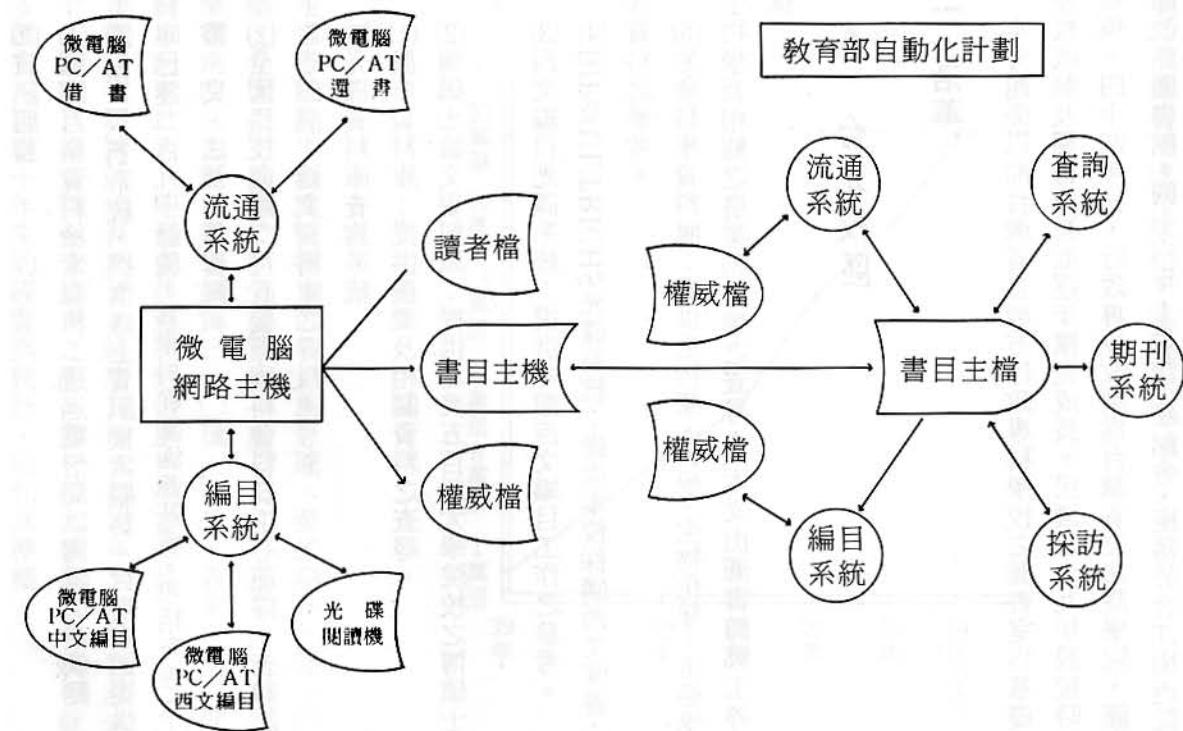 微電腦
PC／AT
借書
微電腦
PC／AT
還書
教育部自動化計劃
流通
系統
讀者檔
微電腦
網路主機
書目主機
權威檔
編目
系統
微電腦
PC／AT
中文編目
微電腦
PC／AT
西文編目
光碟
閱讀機
流通
系統
查詢
系統
權威檔
書目主檔
期刊
系統
權威檔
編目
系統
採訪
系統